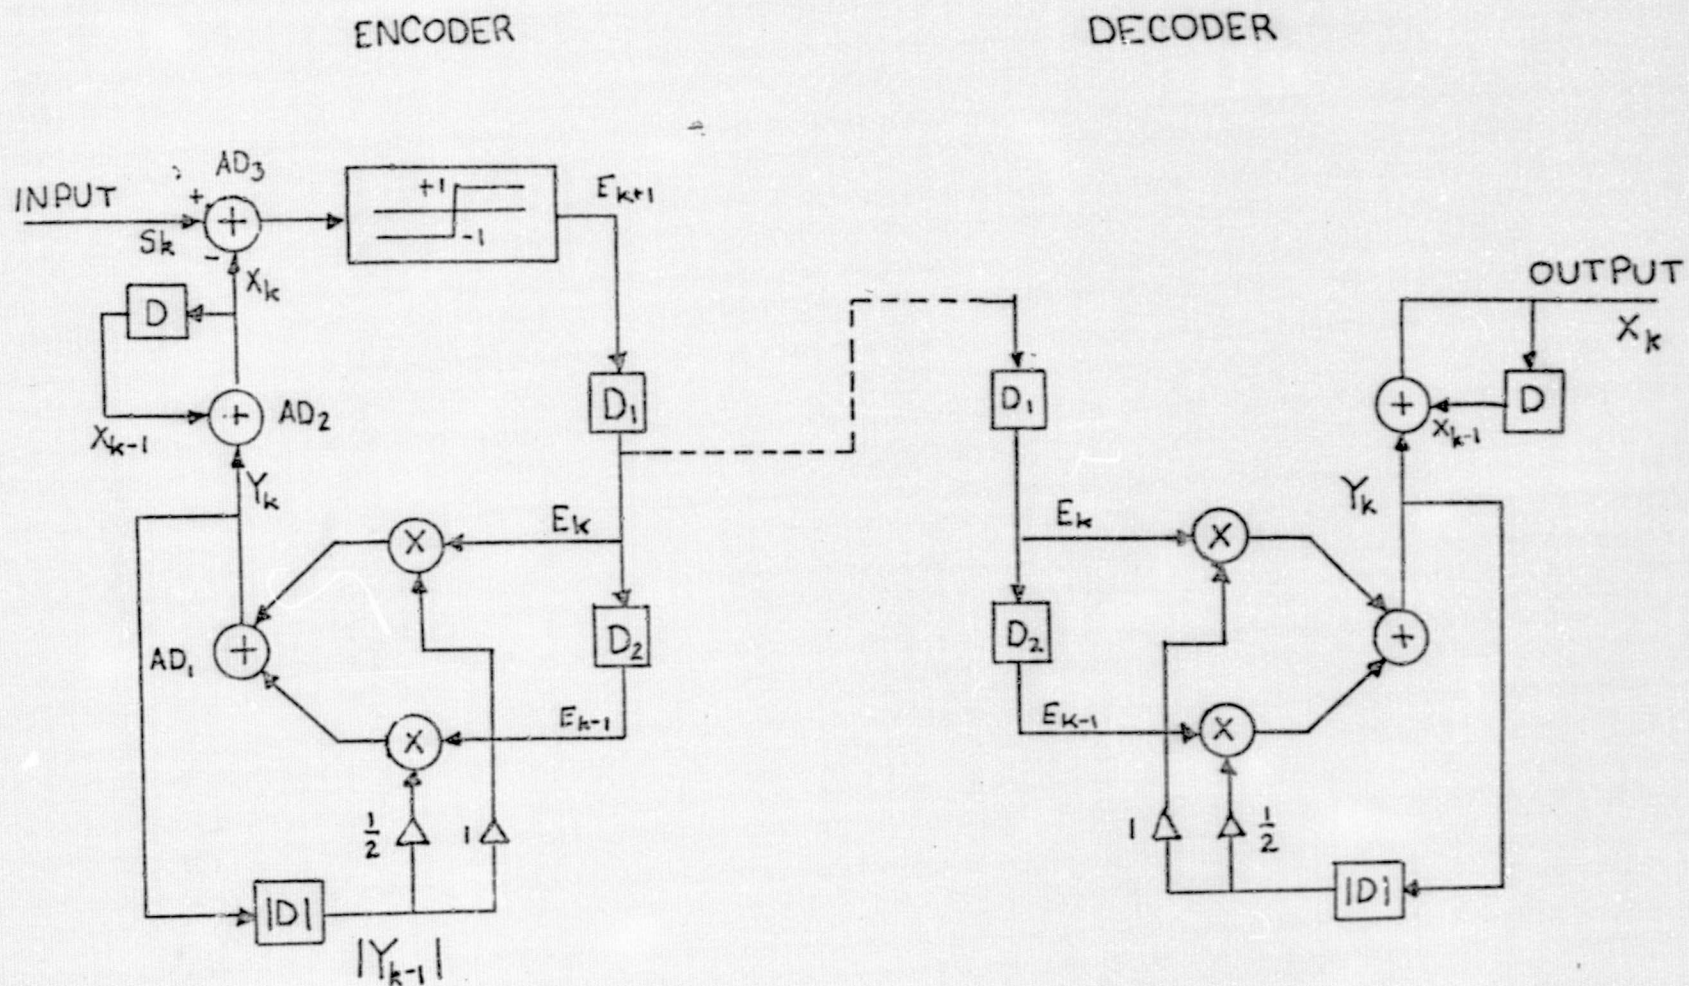 ENCODER
DECODER
AD₃
INPUT
+
+
Sₖ
-
+1
-1
Eₖ₊₁
Xₖ
D
D₁
Xₖ₋₁
+
AD₂
Yₖ
X
Eₖ
AD₁
+
D₂
X
Eₖ₋₁
1/2
1
|D|
|Yₖ₋₁|
OUTPUT
Xₖ
D₁
+
D
Xₖ₋₁
Yₖ
Eₖ
X
D₂
+
Eₖ₋₁
X
1
1/2
|D|